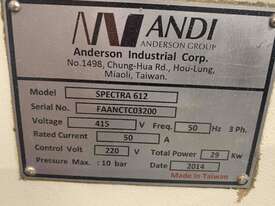 ANDI
ANDERSON GROUP
Anderson Industrial Corp.
No.1498, Chung-Hua Rd., Hou-Lung,
Miaoli, Taiwan.
Model SPECTRA 612
Serial No. FAANCTC03200
Voltage 415 V Freq. 50 Hz 3 Ph.
Rated Current 50 A
Control Volt 220 V Total Power 29 Kw
Pressure Max. : 10 bar Date 2014
Made in Taiwan